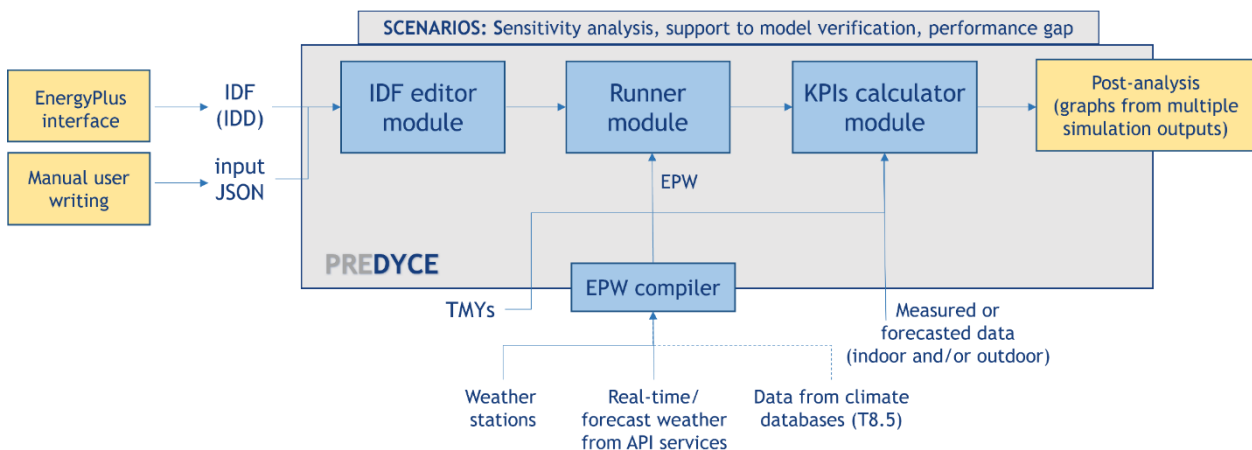 SCENARIOS: Sensitivity analysis, support to model verification, performance gap
EnergyPlus
interface
IDF
(IDD)
IDF editor
module
Runner
module
KPIs calculator
module
Post-analysis
(graphs from multiple
simulation outputs)
Manual user
writing
input
JSON
EPW
PREDYCE
EPW compiler
TMYs
Measured or
forecasted data
(indoor and/or outdoor)
Weather
stations
Real-time/
forecast weather
from API services
Data from climate
databases (T8.5)